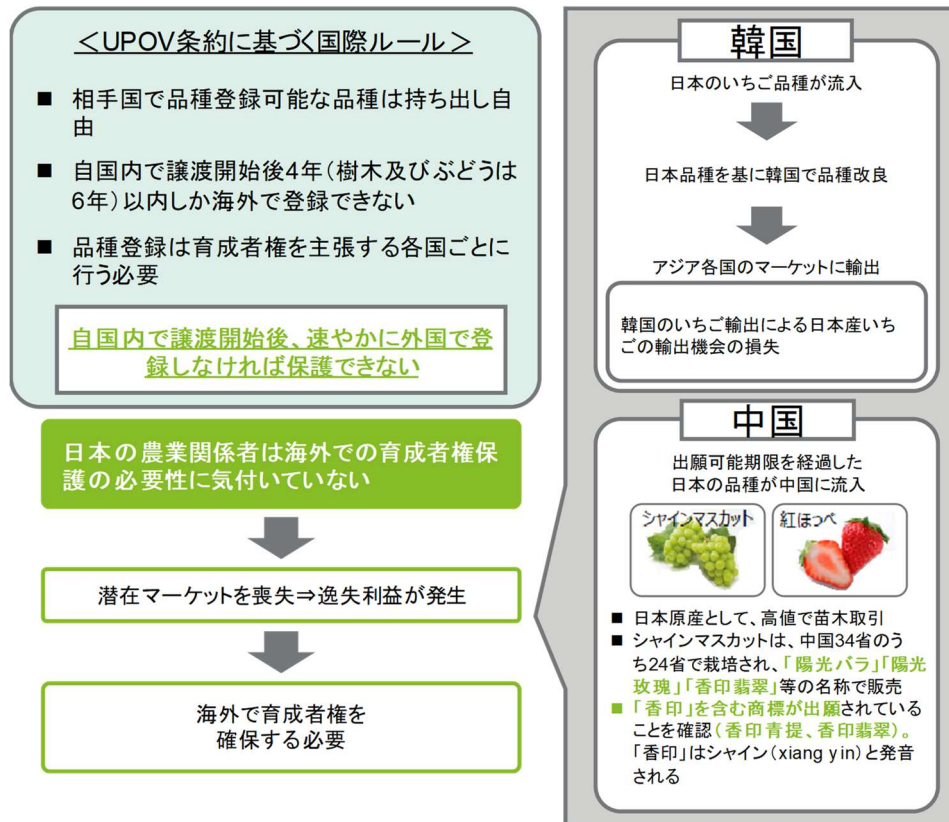 ＜UPOV条約に基づく国際ルール＞
■ 相手国で品種登録可能な品種は持ち出し自
由
■ 自国内で譲渡開始後4年（樹木及びぶどうは
6年）以内しか海外で登録できない
■ 品種登録は育成者権を主張する各国ごとに
行う必要
自国内で譲渡開始後、速やかに外国で登
録しなければ保護できない
日本の農業関係者は海外での育成者権保
護の必要性に気付いていない
潜在マーケットを喪失⇒逸失利益が発生
海外で育成者権を
確保する必要
韓国
日本のいちご品種が流入
日本品種を基に韓国で品種改良
アジア各国のマーケットに輸出
韓国のいちご輸出による日本産いち
ごの輸出機会の損失
中国
出願可能期限を経過した
日本の品種が中国に流入
シャインマスカット
紅ほっぺ
■ 日本原産として、高値で苗木取引
■ シャインマスカットは、中国34省のう
ち24省で栽培され、「陽光バラ」「陽光
玫瑰」「香印翡翠」等の名称で販売
■ 「香印」を含む商標が出願されている
ことを確認（香印青提、香印翡翠）。
「香印」はシャイン（xiang yin）と発音
される